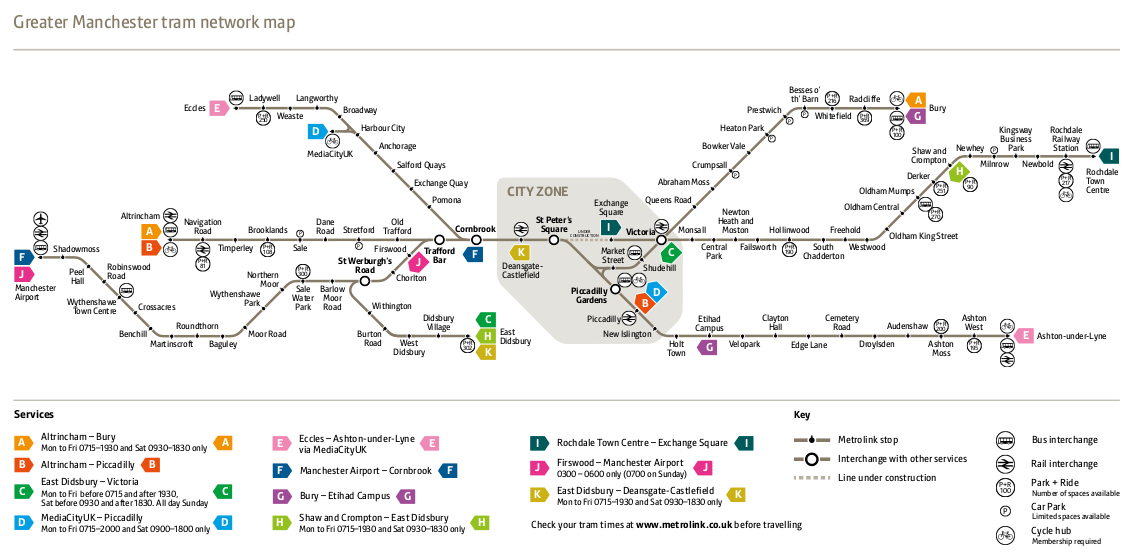 Greater Manchester tram network map
Eccles
E
Ladywell
P+R
Weaste
Langworthy
Broadway
D
Harbour City
MediaCityUK
Anchorage
Salford Quays
Exchange Quay
Pomona
Besses o'
th' Barn
P+R
216
Whitefield
Radcliffe
P+R
A
G
Bury
P+R
100
Prestwich
P
Heaton Park
P
Bowker Vale
Crumpsall
P
Abraham Moss
Queens Road
Shaw and
Crompton
H
Newhey
P+R
90
P
Milnrow
Kingsway
Business
Park
Newbold
Rochdale
Railway
Station
P+R
I
Rochdale
Town
Centre
Derker
P+R
251
Oldham Mumps
P+R
Oldham Central
Oldham King Street
CITY ZONE
Exchange
Square
I
St Peter's
Square
UNDER
CONSTRUCTION
Victoria
C
Market
Street
Shudehill
K
Deansgate-
Castlefield
Piccadilly
Gardens
D
B
Piccadilly
New Islington
Monsall
Central
Park
Newton
Heath and
Moston
Failsworth
Hollinwood
P+R
190
South
Chadderton
Freehold
Westwood
Altrincham
A
B
Navigation
Road
P+R
81
Timperley
Brooklands
P+R
108
Sale
P
Dane
Road
Stretford
P
Old
Trafford
Trafford
Bar
Cornbrook
F
Firswood
J
Chorlton
St Werburgh's
Road
F
J
Manchester
Airport
Shadowmoss
Peel
Hall
Robinswood
Road
Wythenshawe
Town Centre
Crossacres
Benchill
Martinscroft
Roundthorn
Baguley
Moor Road
Wythenshawe
Park
Northern
Moor
P+R
300
Sale
Water
Park
Barlow
Moor
Road
Withington
Burton
Road
West
Didsbury
Didsbury
Village
P+R
302
C
H
K
East
Didsbury
Holt
Town
Etihad
Campus
G
Velopark
Clayton
Hall
Edge Lane
Cemetery
Road
Droylsden
Audenshaw
P+R
200
Ashton
Moss
Ashton
West
P+R
195
E
Ashton-under-Lyne
Services
A Altrincham – Bury A
Mon to Fri 0715–1930 and Sat 0930–1830 only
B Altrincham – Piccadilly B
C East Didsbury – Victoria C
Mon to Fri before 0715 and after 1930,
Sat before 0930 and after 1830. All day Sunday
D MediaCityUK – Piccadilly D
Mon to Fri 0715–2000 and Sat 0900–1800 only
E Eccles – Ashton-under-Lyne E
via MediaCityUK
F Manchester Airport – Cornbrook F
G Bury – Etihad Campus G
H Shaw and Crompton – East Didsbury H
Mon to Fri 0715–1930 and Sat 0930–1830 only
I Rochdale Town Centre – Exchange Square I
J Firswood – Manchester Airport J
0300 – 0600 only (0700 on Sunday)
K East Didsbury – Deansgate-Castlefield K
Mon to Fri 0715–1930 and Sat 0930–1830 only
Check your tram times at www.metrolink.co.uk before travelling
Key
Metrolink stop
Interchange with other services
Line under construction
Bus interchange
Rail interchange
P+R
100
Park + Ride
Number of spaces available
P
Car Park
Limited spaces available
Cycle hub
Membership required